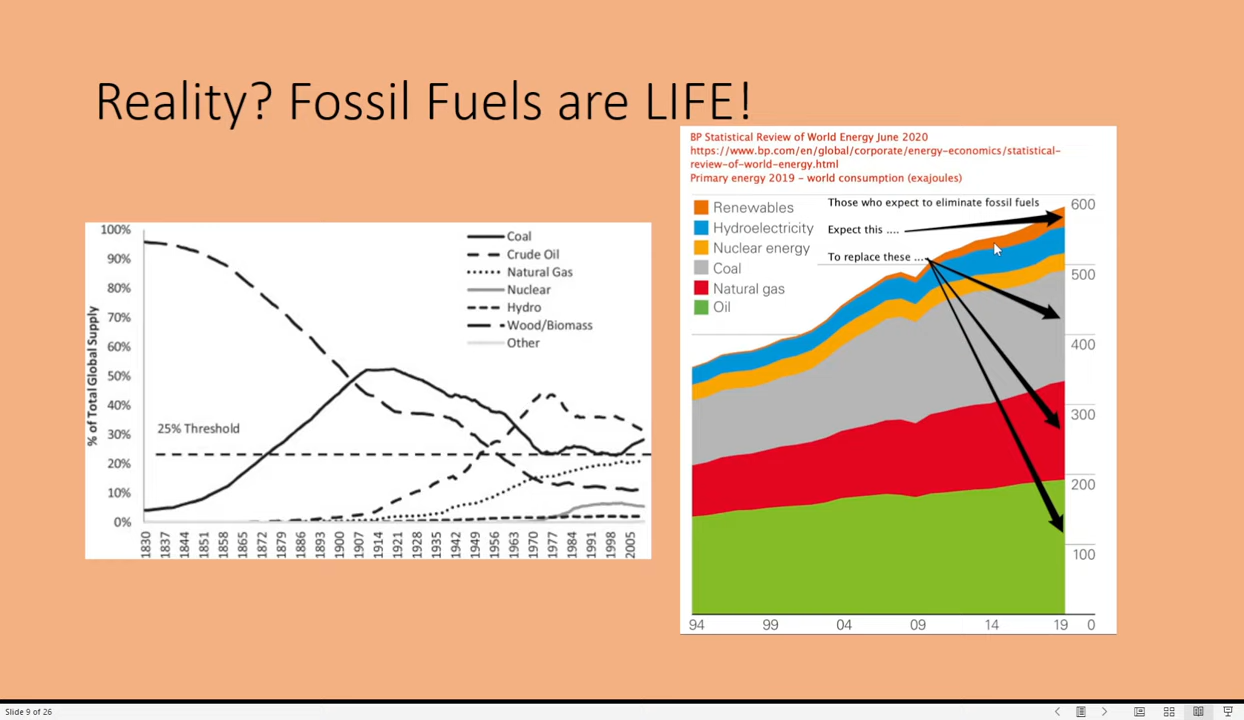 Reality? Fossil Fuels are LIFE!
BP Statistical Review of World Energy June 2020
https://www.bp.com/en/global/corporate/energy-economics/statistical-
review-of-world-energy.html
Primary energy 2019 - world consumption (exajoules)
Renewables
Hydroelectricity
Nuclear energy
Coal
Natural gas
Oil
Those who expect to eliminate fossil fuels
Expect this ....
To replace these ....
600
500
400
300
200
100
0
94
99
04
09
14
19
% of Total Global Supply
100%
90%
80%
70%
60%
50%
40%
30%
20%
10%
0%
25% Threshold
Coal
Crude Oil
Natural Gas
Nuclear
Hydro
Wood/Biomass
Other
1830
1837
1844
1851
1858
1865
1872
1879
1886
1893
1900
1907
1914
1921
1928
1935
1942
1949
1956
1963
1970
1977
1984
1991
1998
2005
Slide 9 of 26